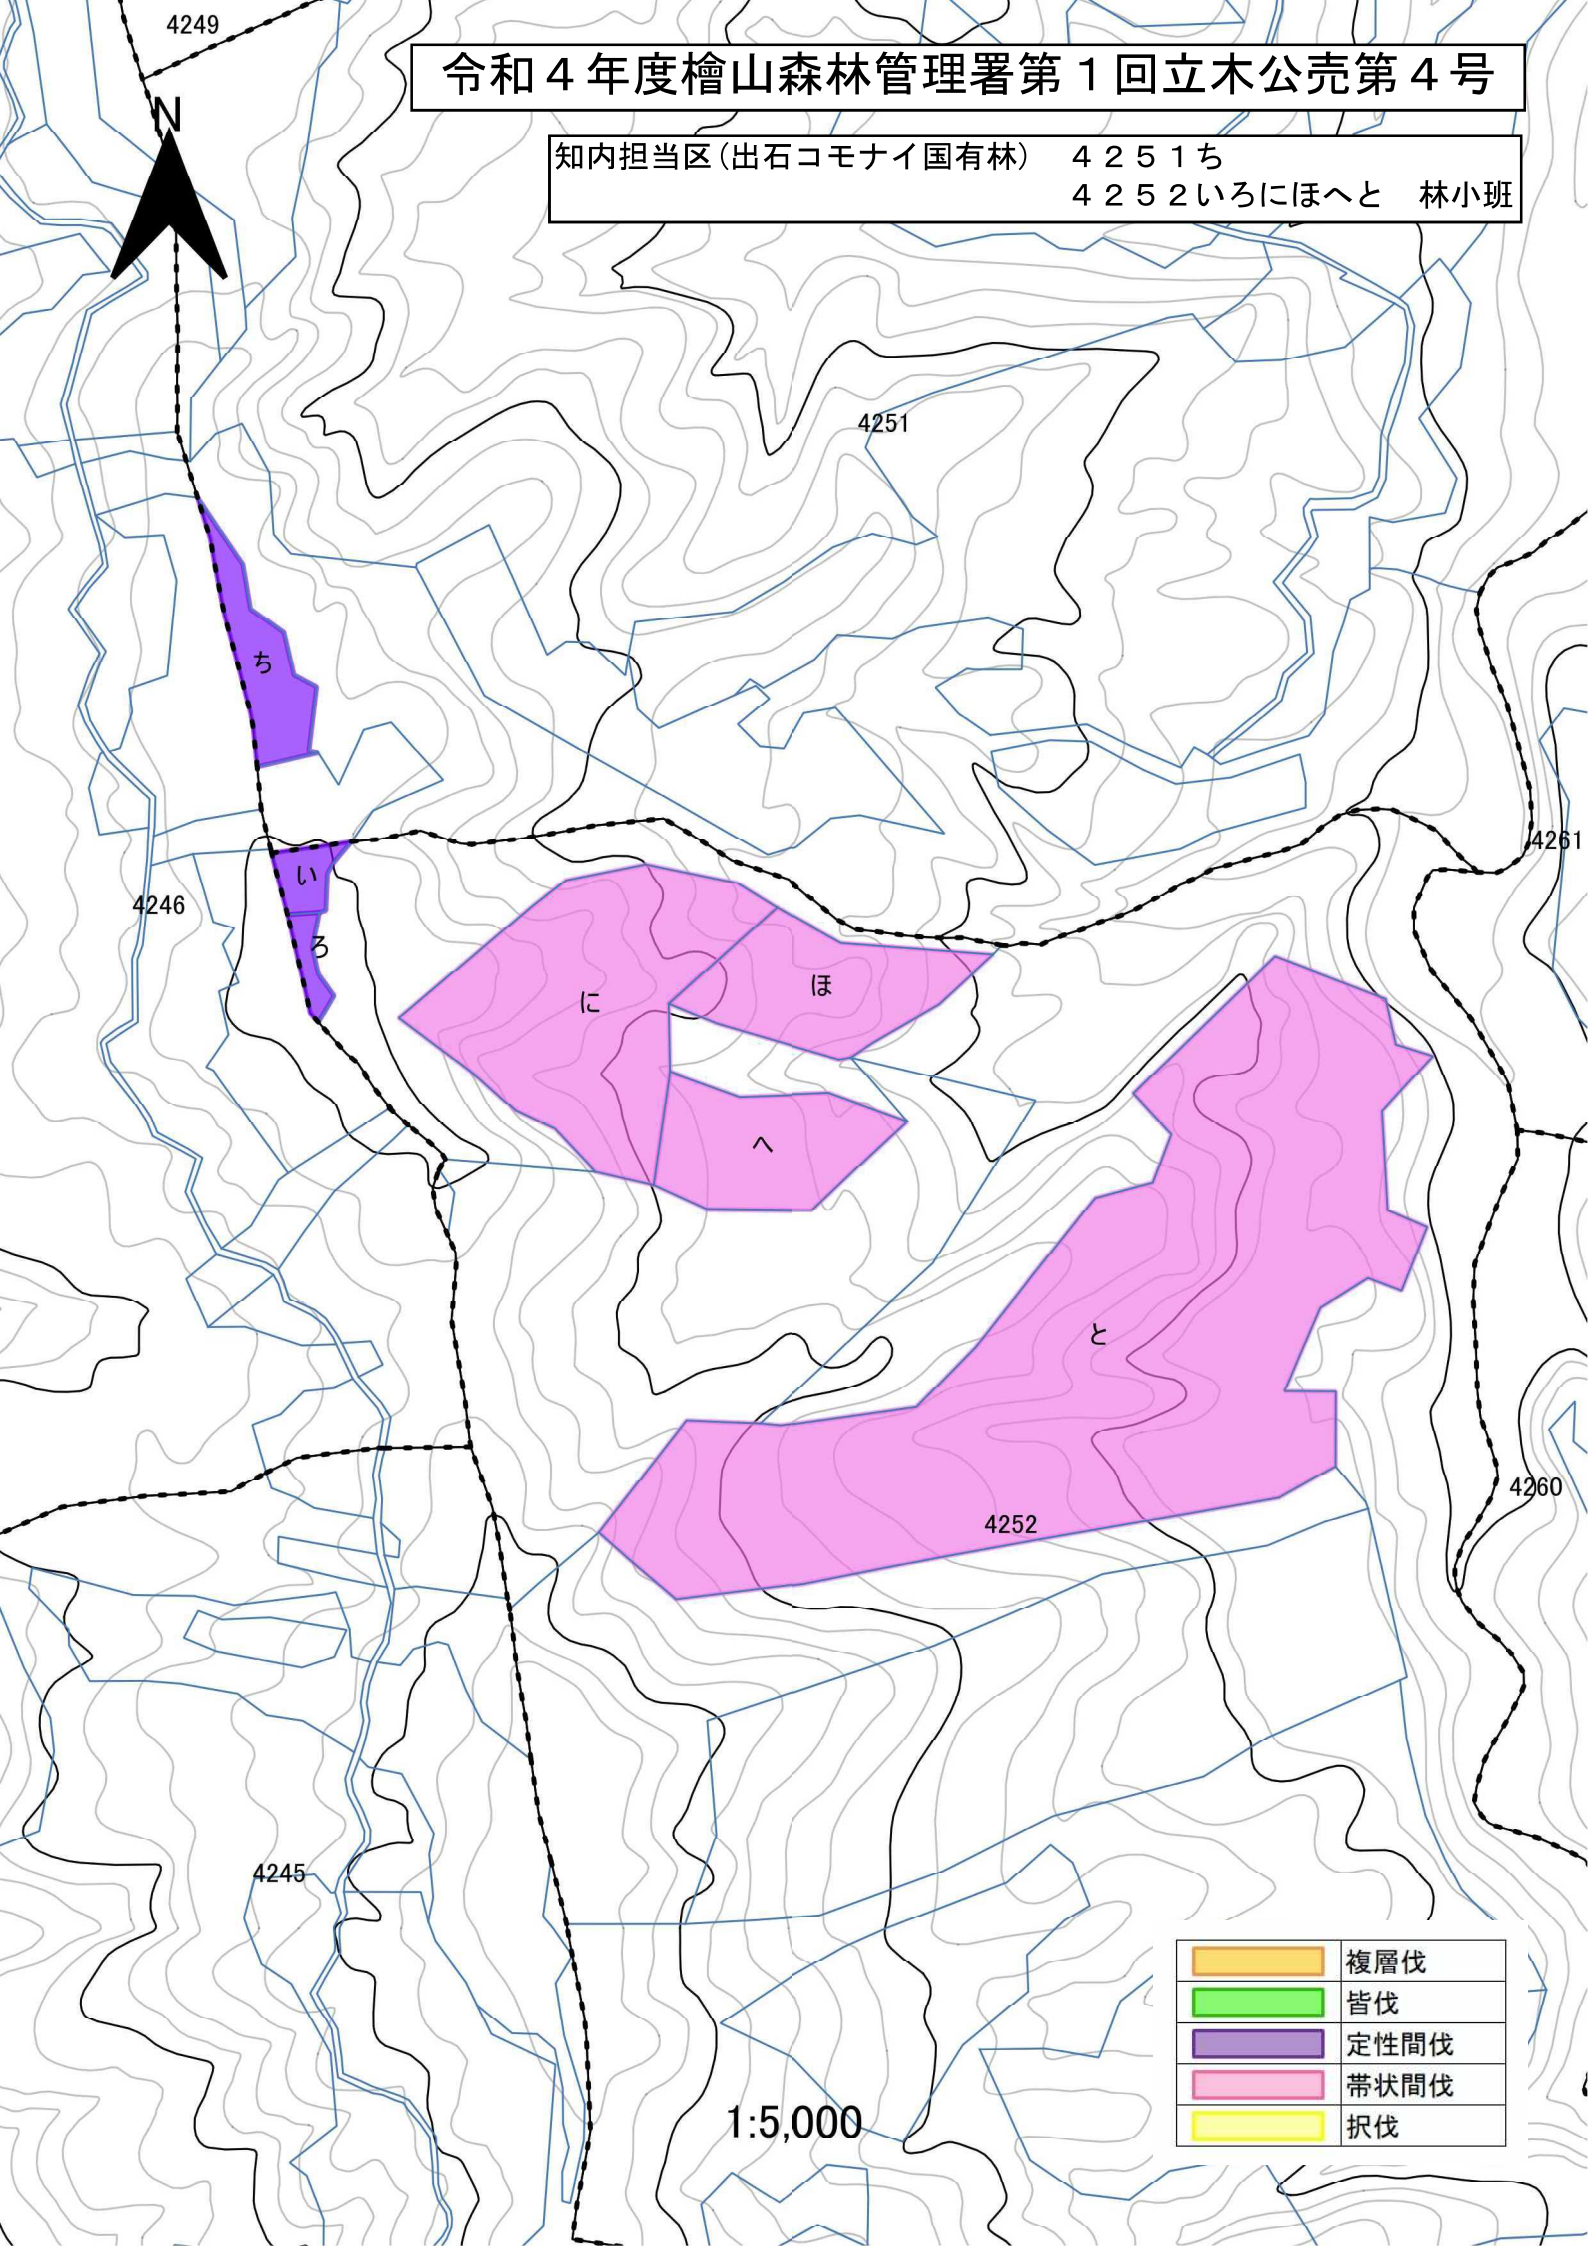 4249
令和４年度檜山森林管理署第１回立木公売第４号
N
知内担当区(出石コモナイ国有林)　４２５１ち
４２５２いろにほへと　林小班
4251
ち
4261
い
4246
ろ
ほ
に
へ
と
4260
4252
4245
複層伐
皆伐
定性間伐
帯状間伐
択伐
1:5,000